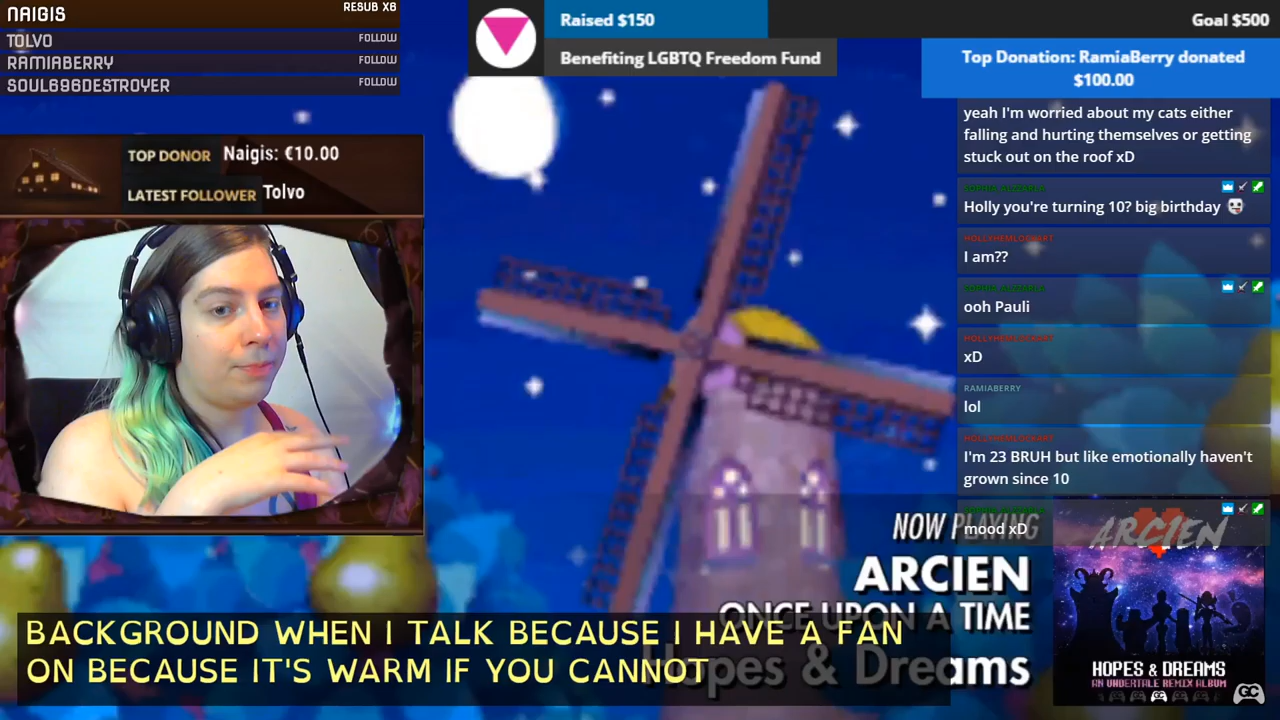 NAIGIS
RESUB X6
TOLVO
FOLLOW
RAMIABERRY
FOLLOW
SOUL696DESTROYER
FOLLOW
Raised $150
Goal $500
Benefiting LGBTQ Freedom Fund
Top Donation: RamiaBerry donated
$100.00
TOP DONOR Naigis: €10.00
LATEST FOLLOWER Tolvo
yeah I'm worried about my cats either
falling and hurting themselves or getting
stuck out on the roof xD
Holly you're turning 10? big birthday
HOLLYHEMLOCKART
I am??
ooh Pauli
HOLLYHEMLOCKART
xD
RAMIABERRY
lol
HOLLYHEMLOCKART
I'm 23 BRUH but like emotionally haven't
grown since 10
mood xD
NOW PLAYING
ARCIEN
ONCE UPON A TIME
Hopes & Dreams
ARCIEN
HOPES & DREAMS
AN UNDERTALE REMIX ALBUM
GC
BACKGROUND WHEN I TALK BECAUSE I HAVE A FAN
ON BECAUSE IT'S WARM IF YOU CANNOT